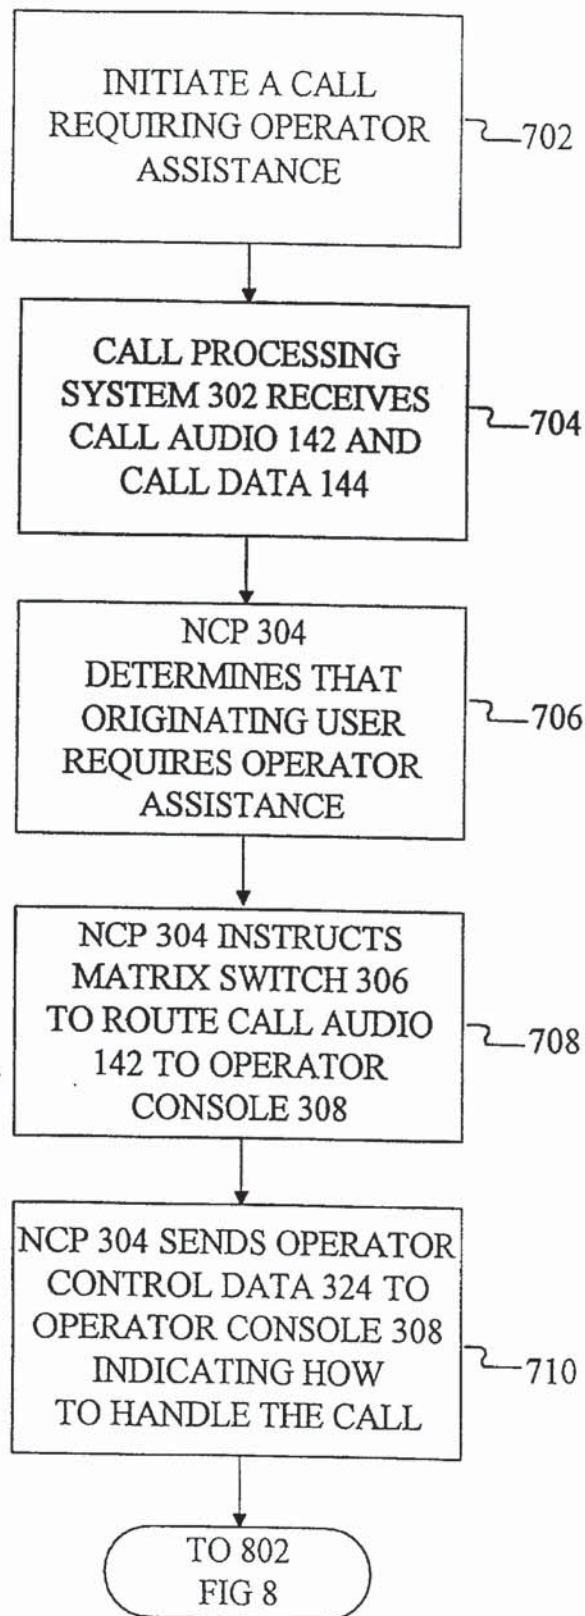 INITIATE A CALL
REQUIRING OPERATOR
ASSISTANCE
702
CALL PROCESSING
SYSTEM 302 RECEIVES
CALL AUDIO 142 AND
CALL DATA 144
704
NCP 304
DETERMINES THAT
ORIGINATING USER
REQUIRES OPERATOR
ASSISTANCE
706
NCP 304 INSTRUCTS
MATRIX SWITCH 306
TO ROUTE CALL AUDIO
142 TO OPERATOR
CONSOLE 308
708
NCP 304 SENDS OPERATOR
CONTROL DATA 324 TO
OPERATOR CONSOLE 308
INDICATING HOW
TO HANDLE THE CALL
710
TO 802
FIG 8